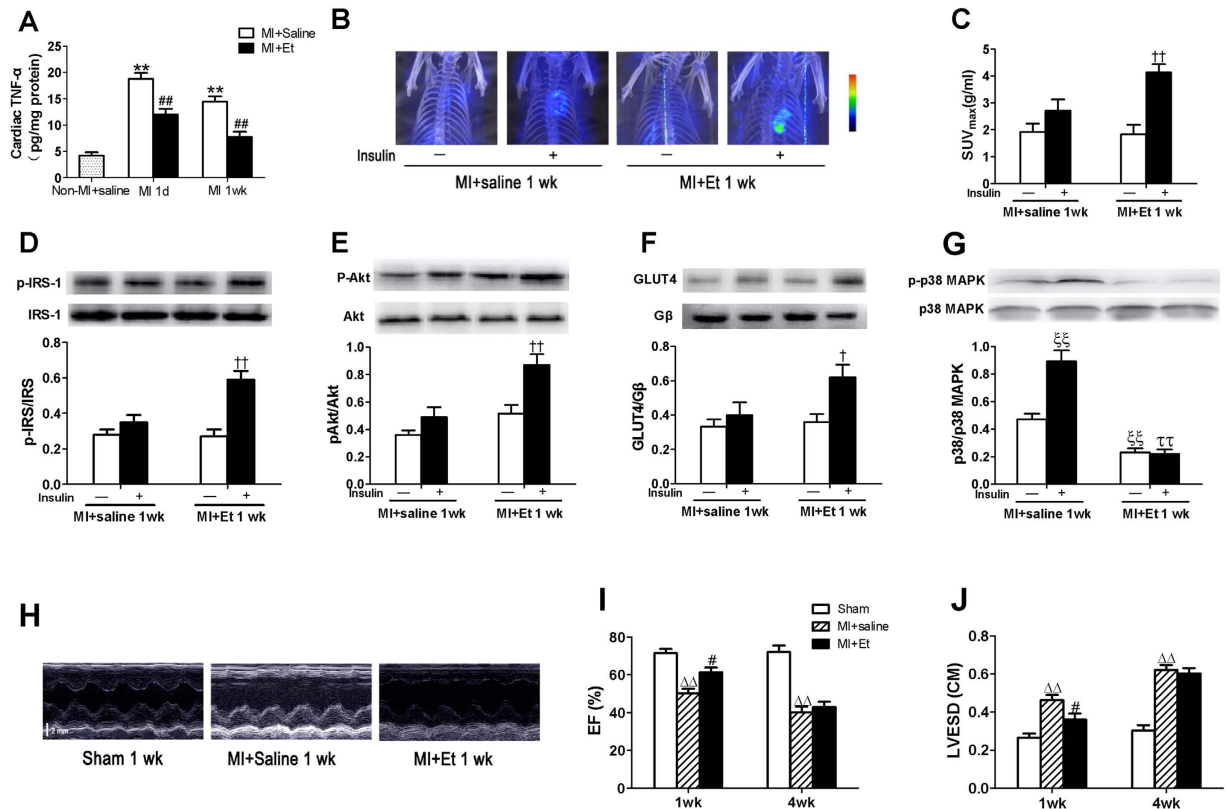 A
MI+Saline
MI+Et
Cardiac TNF-α
( pg/mg protein)
25
20
15
10
5
0
**
##
**
##
Non-MI+saline
MI 1d
MI 1wk
B
Insulin
—
+
—
+
MI+saline 1 wk
MI+Et 1 wk
C
SUVmax(g/ml)
5
4
3
2
1
0
††
Insulin
—
+
—
+
MI+saline 1wk
MI+Et 1 wk
D
p-IRS-1
IRS-1
p-IRS/IRS
0.8
0.6
0.4
0.2
0.0
††
Insulin
—
+
—
+
MI+saline 1wk
MI+Et 1 wk
E
P-Akt
Akt
pAkt/Akt
1.0
0.8
0.6
0.4
0.2
0.0
††
Insulin
—
+
—
+
MI+saline 1wk
MI+Et 1 wk
F
GLUT4
Gβ
GLUT4/Gβ
0.8
0.6
0.4
0.2
0.0
†
Insulin
—
+
—
+
MI+saline 1wk
MI+Et 1 wk
G
p-p38 MAPK
p38 MAPK
p38/p38 MAPK
1.0
0.8
0.6
0.4
0.2
0.0
ξξ
ξξ
ττ
Insulin
—
+
—
+
MI+saline 1wk
MI+Et 1 wk
H
2 mm
Sham 1 wk
MI+Saline 1 wk
MI+Et 1 wk
I
Sham
MI+saline
MI+Et
EF (%)
80
60
40
20
0
ΔΔ
#
ΔΔ
1wk
4wk
J
LVESD (CM)
0.8
0.6
0.4
0.2
0.0
ΔΔ
#
ΔΔ
1wk
4wk